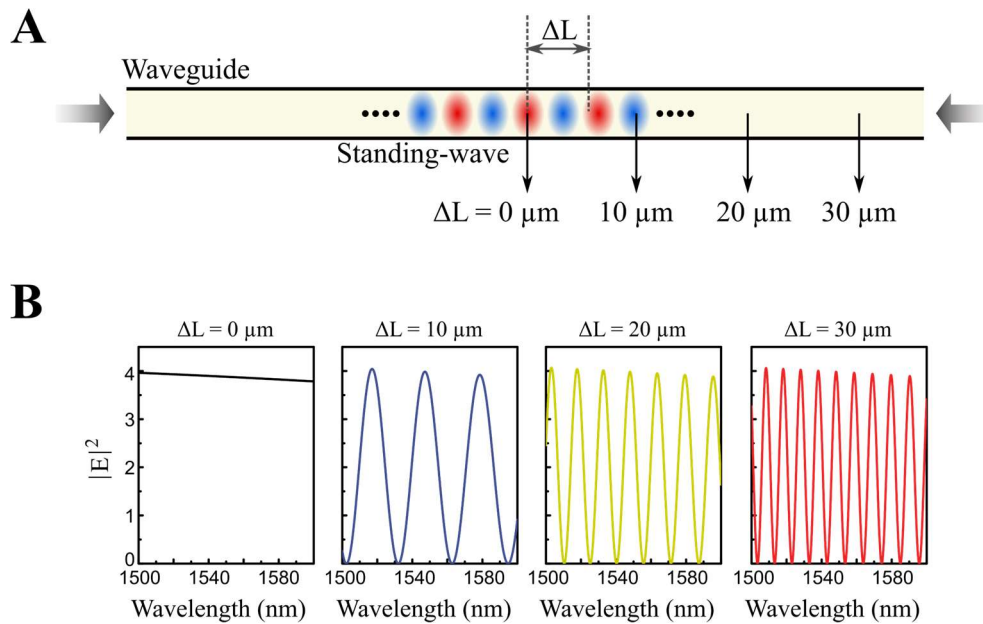 A
ΔL
Waveguide
Standing-wave
ΔL = 0 μm 10 μm 20 μm 30 μm
B
ΔL = 0 μm ΔL = 10 μm ΔL = 20 μm ΔL = 30 μm
4
3
2
1
0
|E|²
1500 1540 1580 1500 1540 1580 1500 1540 1580 1500 1540 1580
Wavelength (nm) Wavelength (nm) Wavelength (nm) Wavelength (nm)